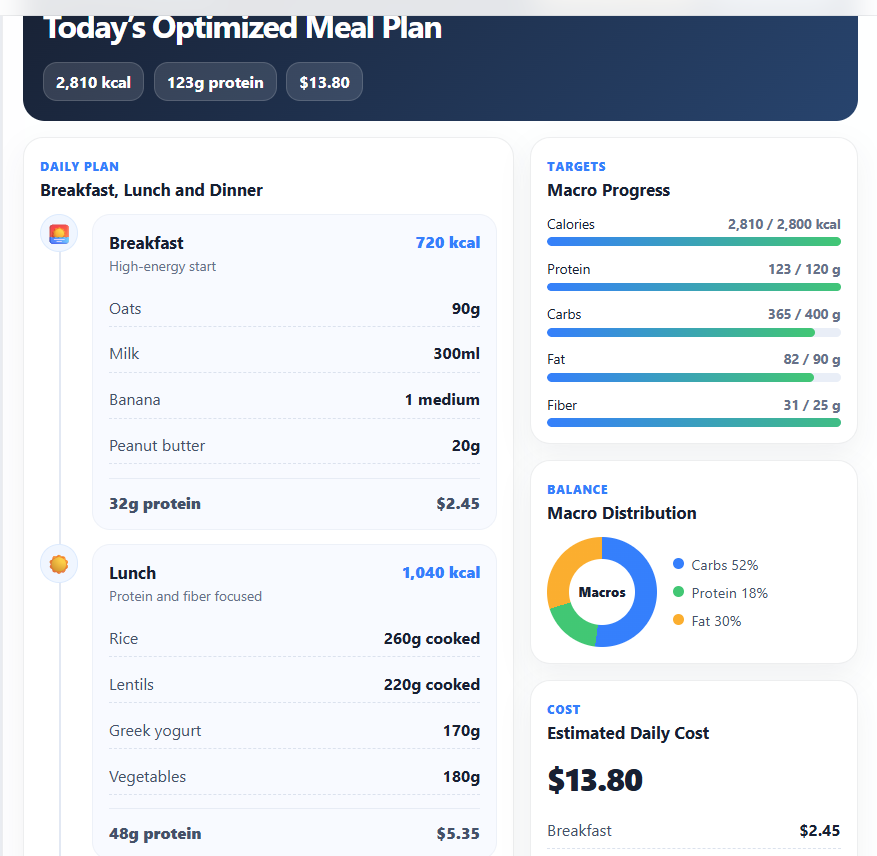 Today’s Optimized Meal Plan
2,810 kcal 123g protein $13.80
DAILY PLAN
Breakfast, Lunch and Dinner
Breakfast 720 kcal
High-energy start
Oats 90g
Milk 300ml
Banana 1 medium
Peanut butter 20g
32g protein $2.45
Lunch 1,040 kcal
Protein and fiber focused
Rice 260g cooked
Lentils 220g cooked
Greek yogurt 170g
Vegetables 180g
48g protein $5.35
TARGETS
Macro Progress
Calories 2,810 / 2,800 kcal
Protein 123 / 120 g
Carbs 365 / 400 g
Fat 82 / 90 g
Fiber 31 / 25 g
BALANCE
Macro Distribution
Macros
Carbs 52%
Protein 18%
Fat 30%
COST
Estimated Daily Cost
$13.80
Breakfast $2.45